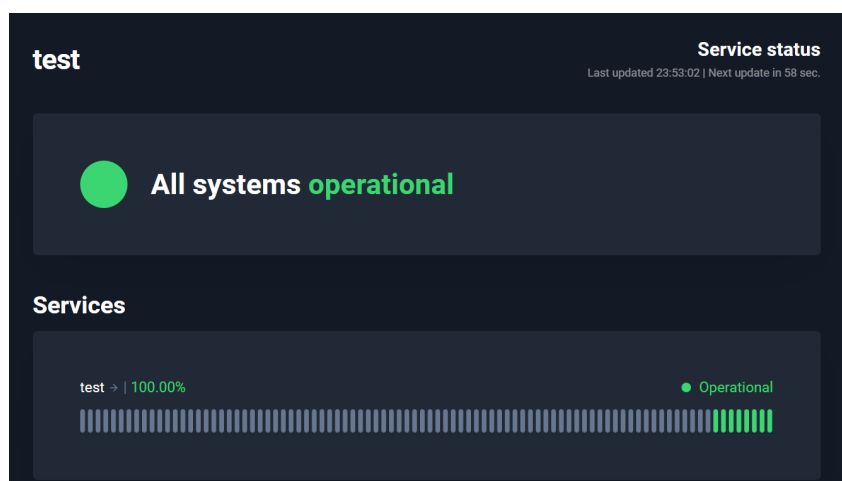 test
Service status
Last updated 23:53:02 | Next update in 58 sec.
All systems operational
Services
test → | 100.00%
Operational